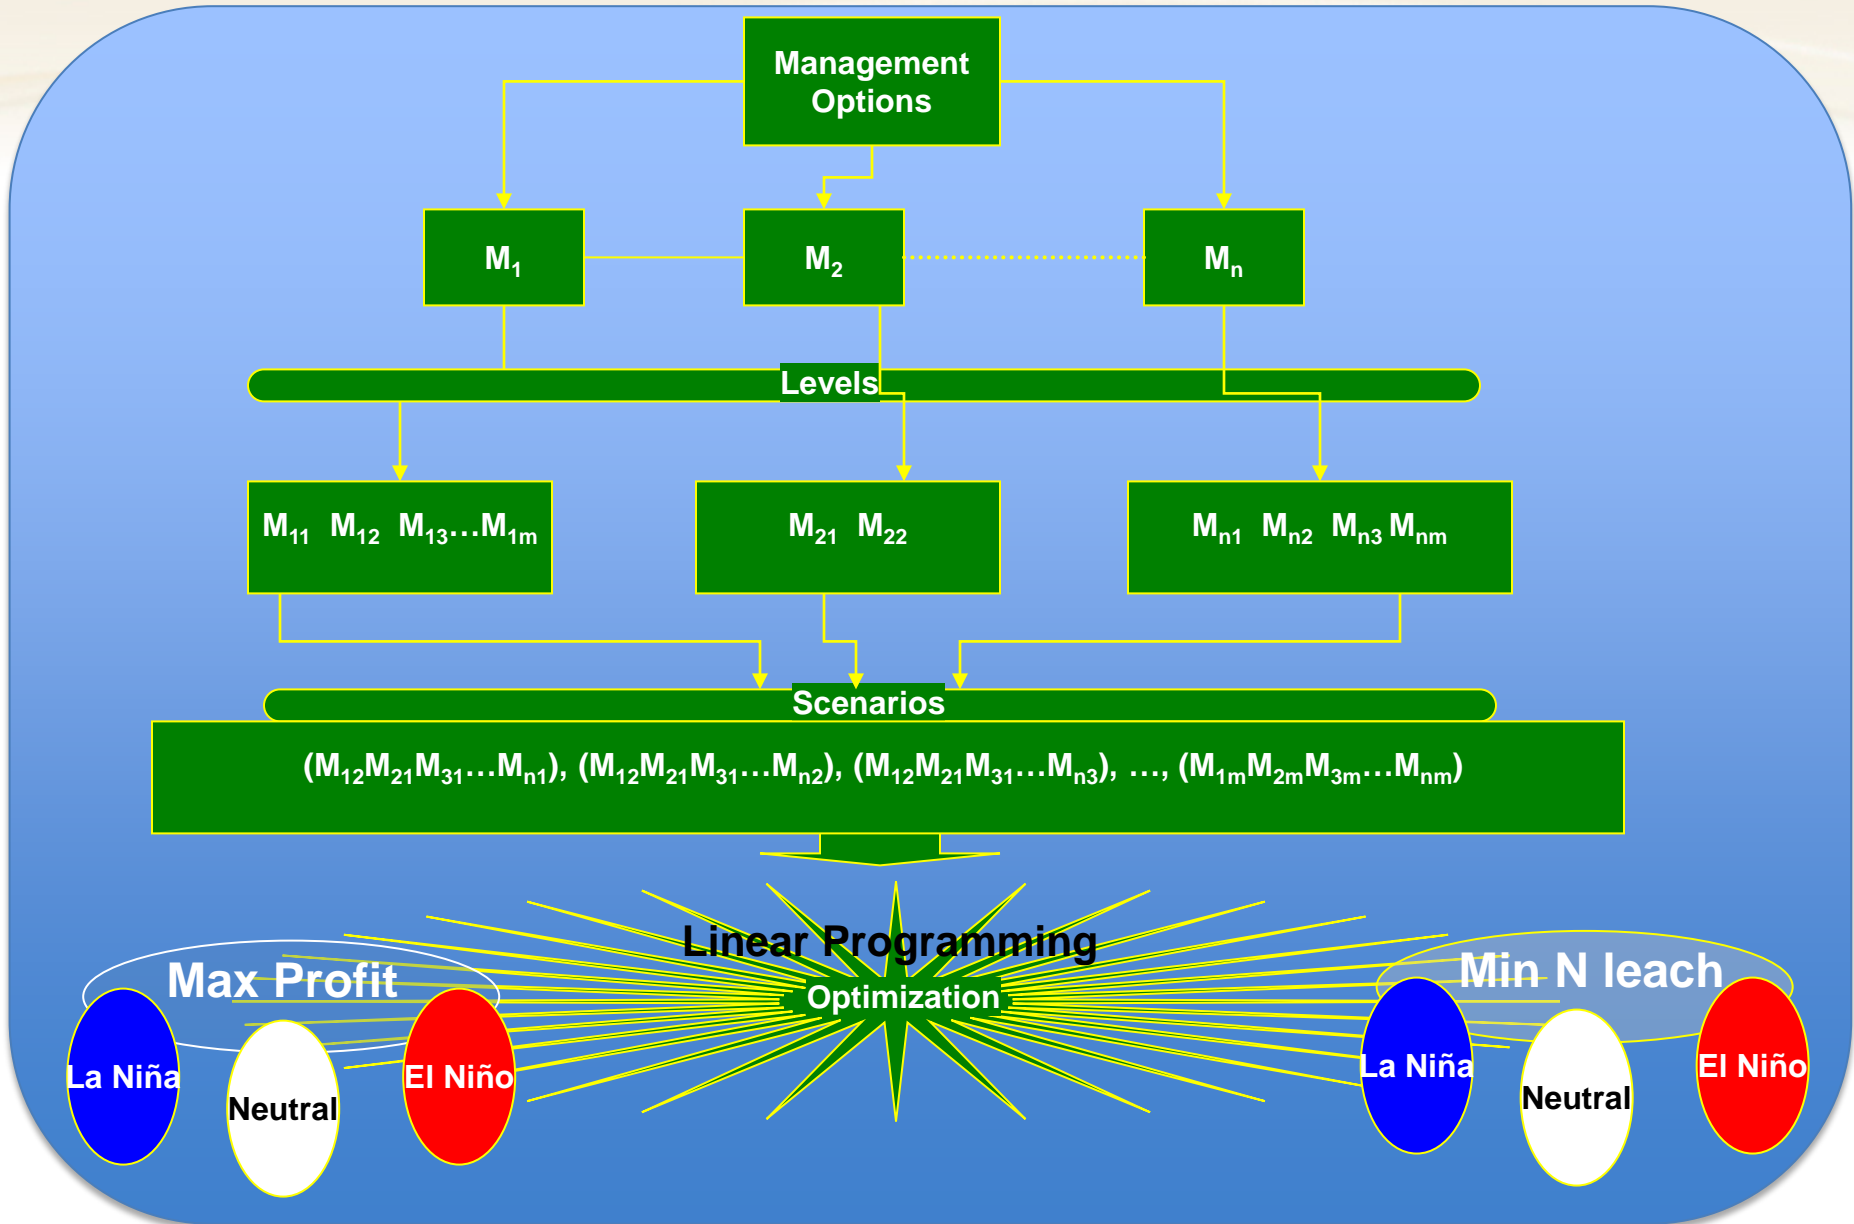 Management
Options
M₁
M₂
Mₙ
Levels
M₁₁ M₁₂ M₁₃…M₁ₘ
M₂₁ M₂₂
Mₙ₁ Mₙ₂ Mₙ₃ Mₙₘ
Scenarios
(M₁₂M₂₁M₃₁…Mₙ₁), (M₁₂M₂₁M₃₁…Mₙ₂), (M₁₂M₂₁M₃₁…Mₙ₃), …, (M₁ₘM₂ₘM₃ₘ…Mₙₘ)
Linear Programming
Optimization
Max Profit
La Niña
Neutral
El Niño
Min N leach
La Niña
Neutral
El Niño